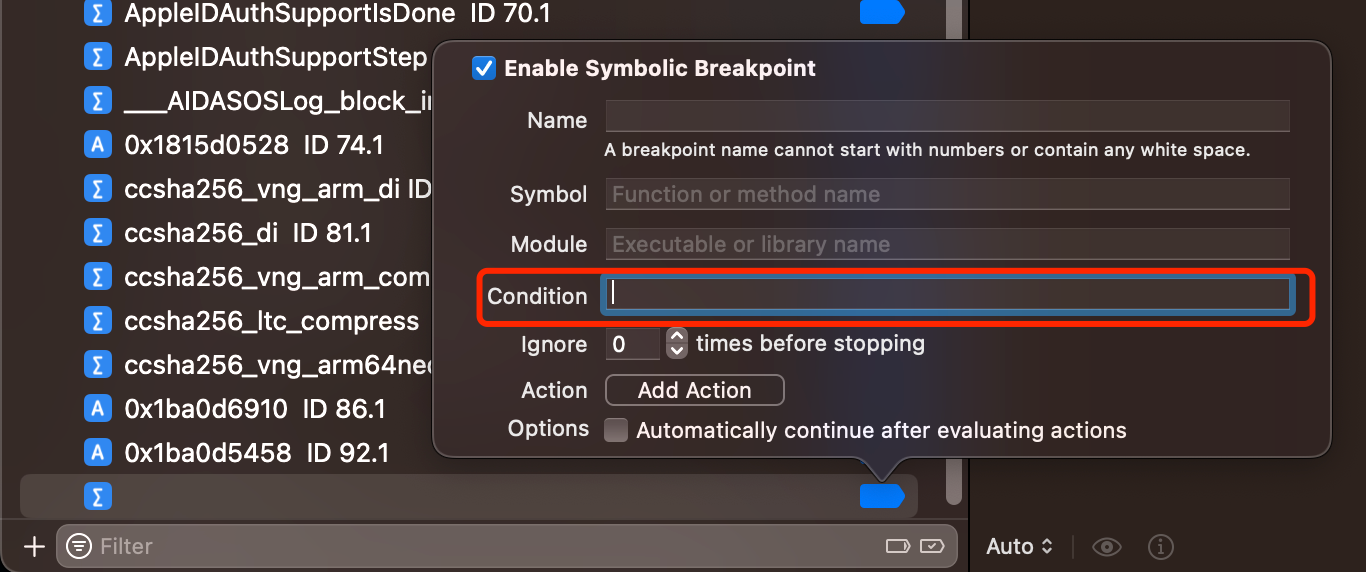 AppleIDAuthSupportIsDone ID 70.1
AppleIDAuthSupportStep
Enable Symbolic Breakpoint
____AIDASOSLog_block_i
Name
A breakpoint name cannot start with numbers or contain any white space.
A 0x1815d0528 ID 74.1
ccsha256_vng_arm_di ID
Symbol Function or method name
ccsha256_di ID 81.1
Module Executable or library name
ccsha256_vng_arm_com
Condition
ccsha256_ltc_compress
Ignore 0 times before stopping
ccsha256_vng_arm64neo
Action Add Action
A 0x1ba0d6910 ID 86.1
Options Automatically continue after evaluating actions
A 0x1ba0d5458 ID 92.1
Filter
Auto